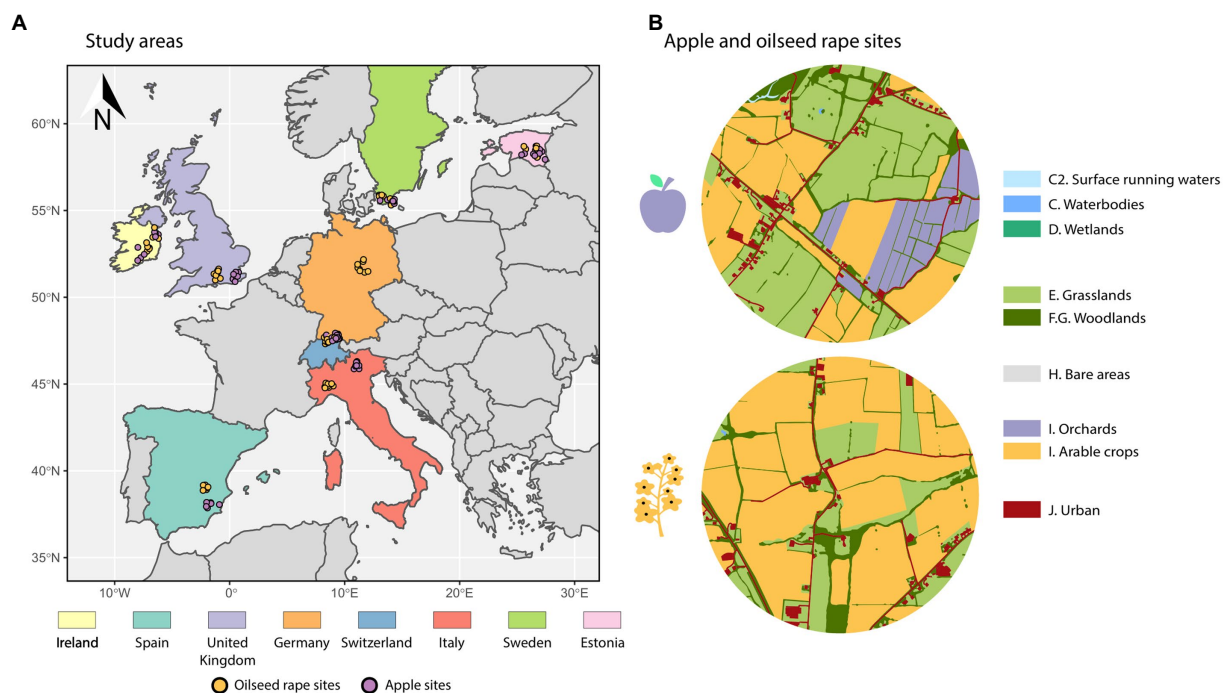 A
Study areas
N
60°N
55°N
50°N
45°N
40°N
35°N
10°W
0°
10°E
20°E
30°E
Ireland
Spain
United
Kingdom
Germany
Switzerland
Italy
Sweden
Estonia
Oilseed rape sites
Apple sites
B
Apple and oilseed rape sites
C2. Surface running waters
C. Waterbodies
D. Wetlands
E. Grasslands
F.G. Woodlands
H. Bare areas
I. Orchards
I. Arable crops
J. Urban